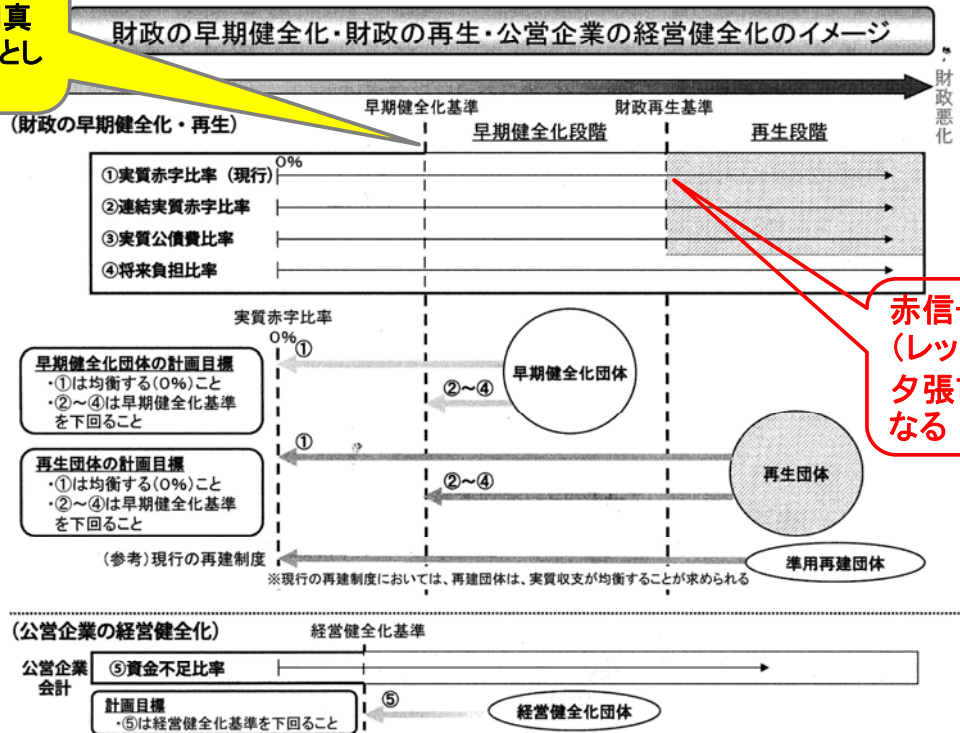 真
とし
財政の早期健全化・財政の再生・公営企業の経営健全化のイメージ
財政悪化
早期健全化基準
財政再生基準
(財政の早期健全化・再生)
早期健全化段階
再生段階
0%
①実質赤字比率（現行）
②連結実質赤字比率
③実質公債費比率
④将来負担比率
赤信号
(レッ
夕張
なる
実質赤字比率
0%
①
早期健全化団体の計画目標
・①は均衡する(0%)こと
・②～④は早期健全化基準
を下回ること
②～④
早期健全化団体
①
再生団体の計画目標
・①は均衡する(0%)こと
・②～④は早期健全化基準
を下回ること
②～④
再生団体
(参考)現行の再建制度
準用再建団体
※現行の再建制度においては、再建団体は、実質収支が均衡することが求められる
(公営企業の経営健全化)
経営健全化基準
公営企業
会計
⑤資金不足比率
計画目標
・⑤は経営健全化基準を下回ること
⑤
経営健全化団体